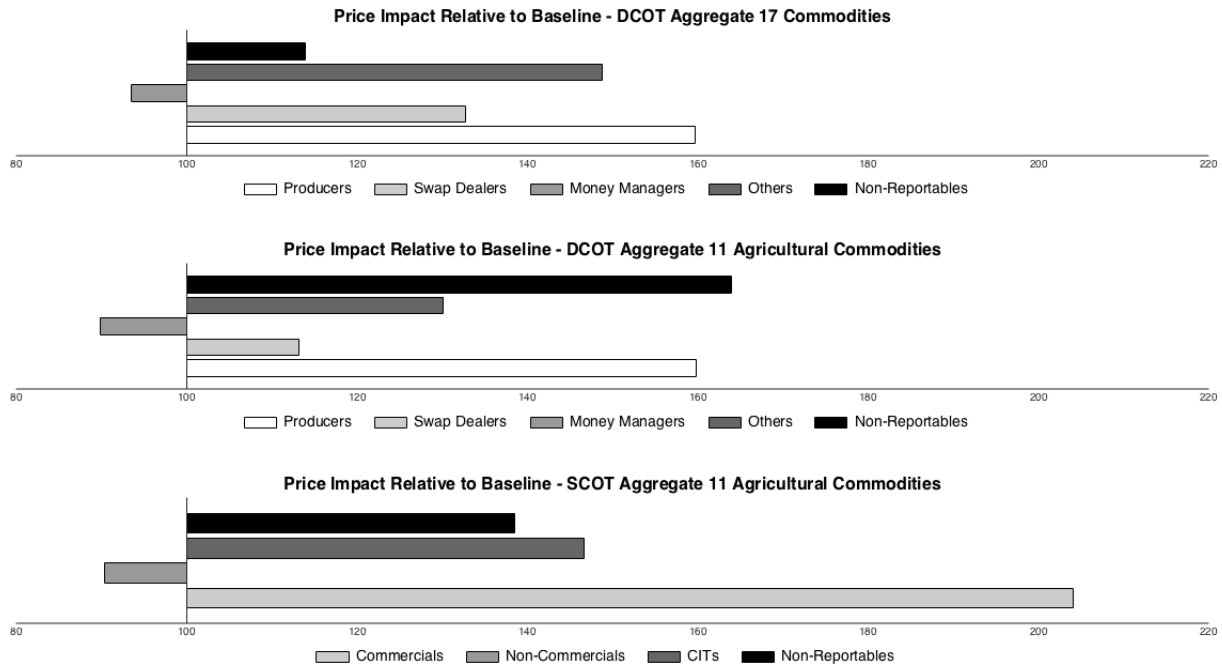 Price Impact Relative to Baseline - DCOT Aggregate 17 Commodities
80 100 120 140 160 180 200 220
Producers Swap Dealers Money Managers Others Non-Reportables
Price Impact Relative to Baseline - DCOT Aggregate 11 Agricultural Commodities
80 100 120 140 160 180 200 220
Producers Swap Dealers Money Managers Others Non-Reportables
Price Impact Relative to Baseline - SCOT Aggregate 11 Agricultural Commodities
80 100 120 140 160 180 200 220
Commercials Non-Commercials CITs Non-Reportables